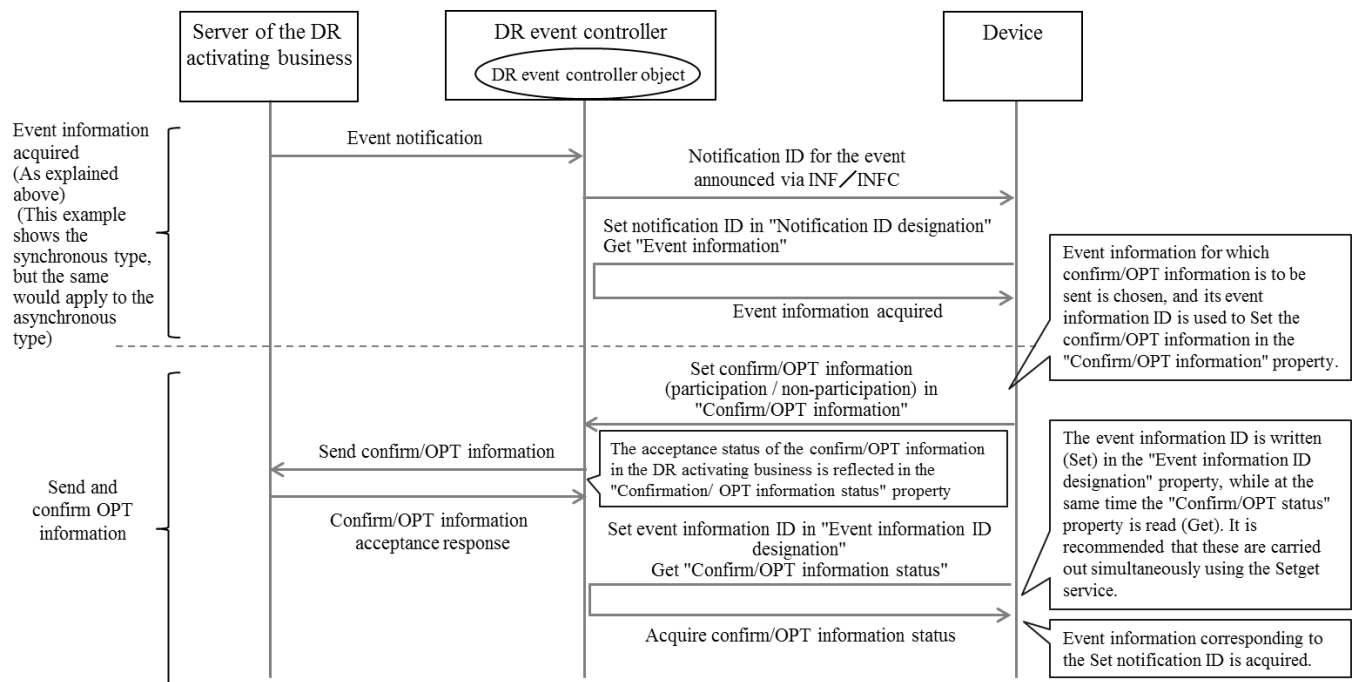 Server of the DR
activating business
DR event controller
DR event controller object
Device
Event information
acquired
(As explained
above)
(This example
shows the
synchronous type,
but the same
would apply to the
asynchronous
type)
Event notification
Notification ID for the event
announced via INF／INFC
Set notification ID in "Notification ID designation"
Get "Event information"
Event information acquired
Event information for which
confirm/OPT information is to be
sent is chosen, and its event
information ID is used to Set the
confirm/OPT information in the
"Confirm/OPT information" property.
Send and
confirm OPT
information
Set confirm/OPT information
(participation / non-participation) in
"Confirm/OPT information"
Send confirm/OPT information
The acceptance status of the confirm/OPT information
in the DR activating business is reflected in the
"Confirmation/ OPT information status" property
Confirm/OPT information
acceptance response
Set event information ID in "Event information ID
designation"
Get "Confirm/OPT information status"
Acquire confirm/OPT information status
The event information ID is written
(Set) in the "Event information ID
designation" property, while at the
same time the "Confirm/OPT status"
property is read (Get). It is
recommended that these are carried
out simultaneously using the Setget
service.
Event information corresponding to
the Set notification ID is acquired.